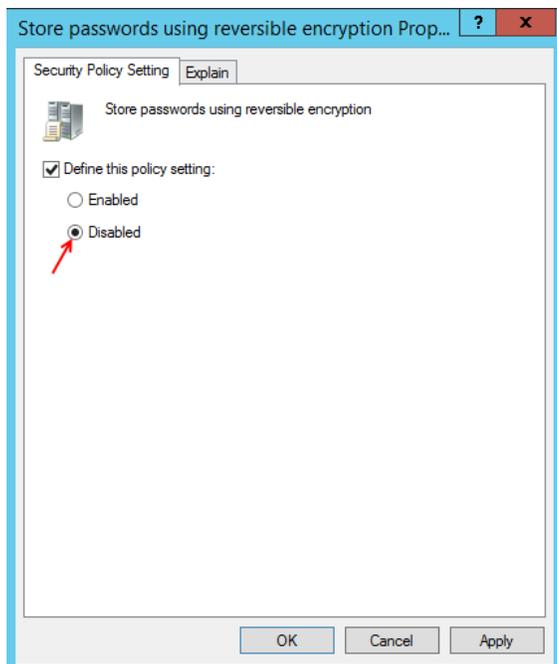 Store passwords using reversible encryption Prop... ? x
Security Policy Setting Explain
Store passwords using reversible encryption
Define this policy setting:
Enabled
Disabled
OK Cancel Apply